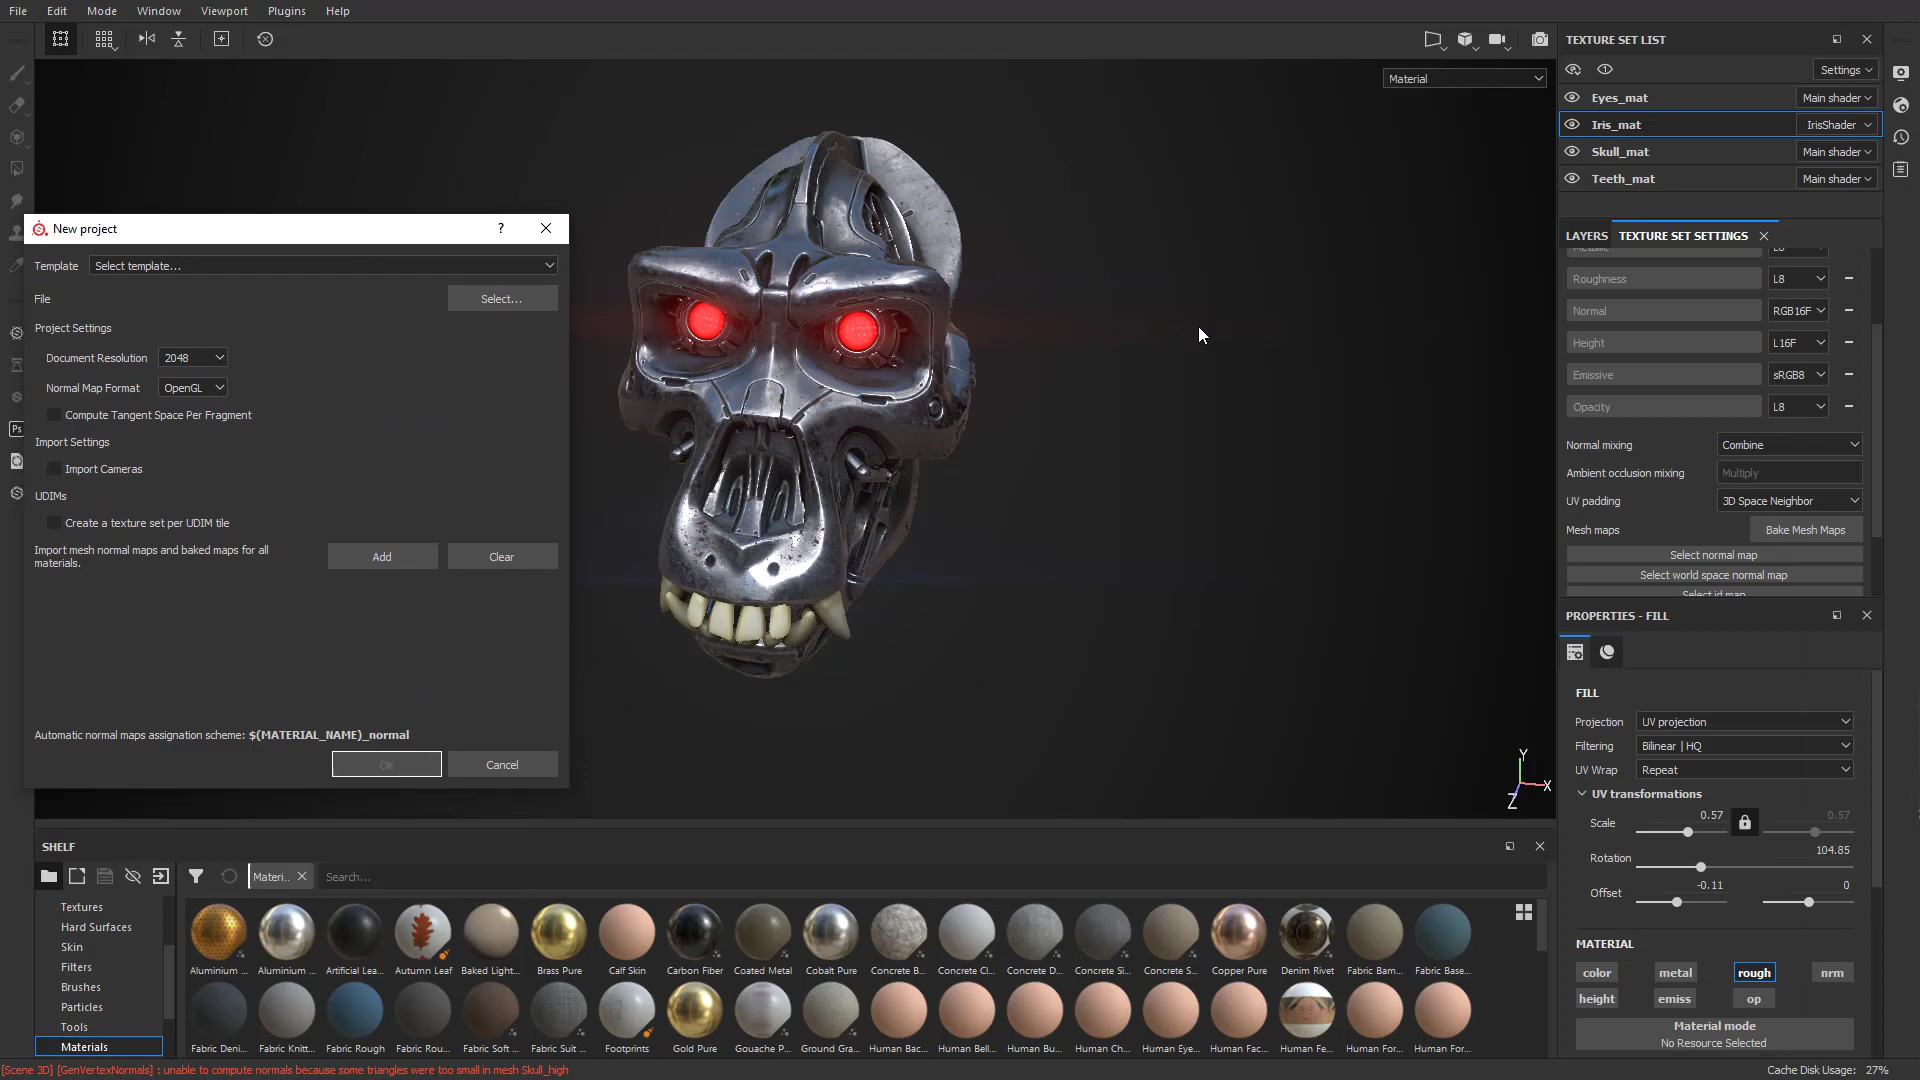 File Edit Mode Window Viewport Plugins Help
Material
TEXTURE SET LIST
Settings
Eyes_mat Main shader
Iris_mat IrisShader
Skull_mat Main shader
Teeth_mat Main shader
LAYERS TEXTURE SET SETTINGS
Roughness L8
Normal RGB16F
Height L16F
Emissive sRGB8
Opacity L8
Normal mixing Combine
Ambient occlusion mixing Multiply
UV padding 3D Space Neighbor
Mesh maps Bake Mesh Maps
Select normal map
Select world space normal map
Select id map
PROPERTIES - FILL
FILL
Projection UV projection
Filtering Bilinear | HQ
UV Wrap Repeat
UV transformations
Scale 0.57 0.57
Rotation 104.85
Offset -0.11 0
MATERIAL
color metal rough nrm
height emiss op
Material mode
No Resource Selected
New project ?
Template Select template...
File Select...
Project Settings
Document Resolution 2048
Normal Map Format OpenGL
Compute Tangent Space Per Fragment
Import Settings
Import Cameras
UDIMs
Create a texture set per UDIM tile
Import mesh normal maps and baked maps for all
materials.
Add Clear
Automatic normal maps assignation scheme: $(MATERIAL_NAME)_normal
OK Cancel
Ps
Y
X
Z
SHELF
Materi.. Search...
Textures
Hard Surfaces
Skin
Filters
Brushes
Particles
Tools
Materials
Aluminium ... Aluminium ... Artificial Lea... Autumn Leaf Baked Light... Brass Pure Calf Skin Carbon Fiber Coated Metal Cobalt Pure Concrete B... Concrete Cl... Concrete D... Concrete Si... Concrete S... Copper Pure Denim Rivet Fabric Bam... Fabric Base...
Fabric Deni... Fabric Knitt... Fabric Rough Fabric Rou... Fabric Soft ... Fabric Suit ... Footprints Gold Pure Gouache P... Ground Gra... Human Bac... Human Bell... Human Bu... Human Ch... Human Eye... Human Fac... Human Fe... Human For... Human For...
[Scene 3D] [GenVertexNormals] : unable to compute normals because some triangles were too small in mesh Skull_high
Cache Disk Usage: 27%